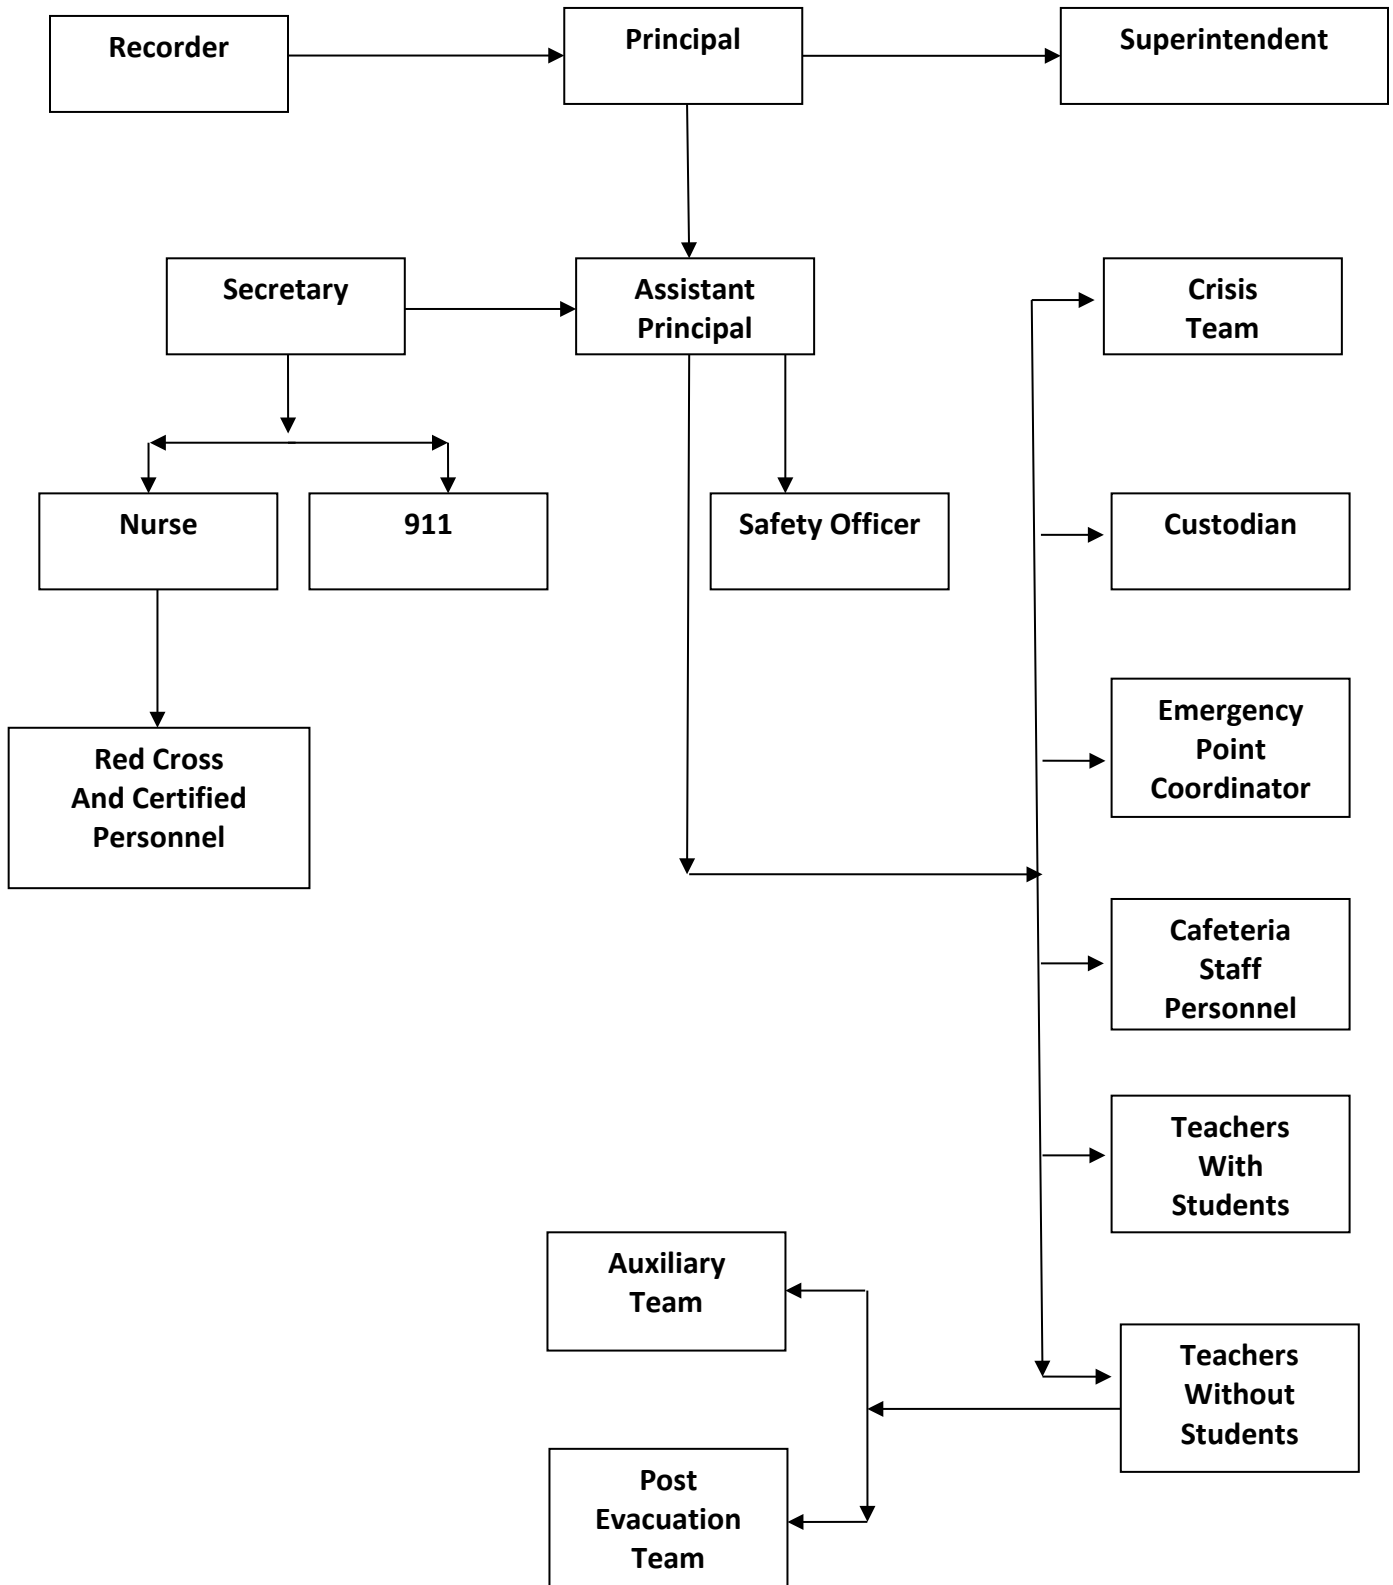 Recorder
Principal
Superintendent
Secretary
Assistant
Principal
Crisis
Team
Nurse
911
Safety Officer
Custodian
Red Cross
And Certified
Personnel
Emergency
Point
Coordinator
Cafeteria
Staff
Personnel
Teachers
With
Students
Auxiliary
Team
Teachers
Without
Students
Post
Evacuation
Team